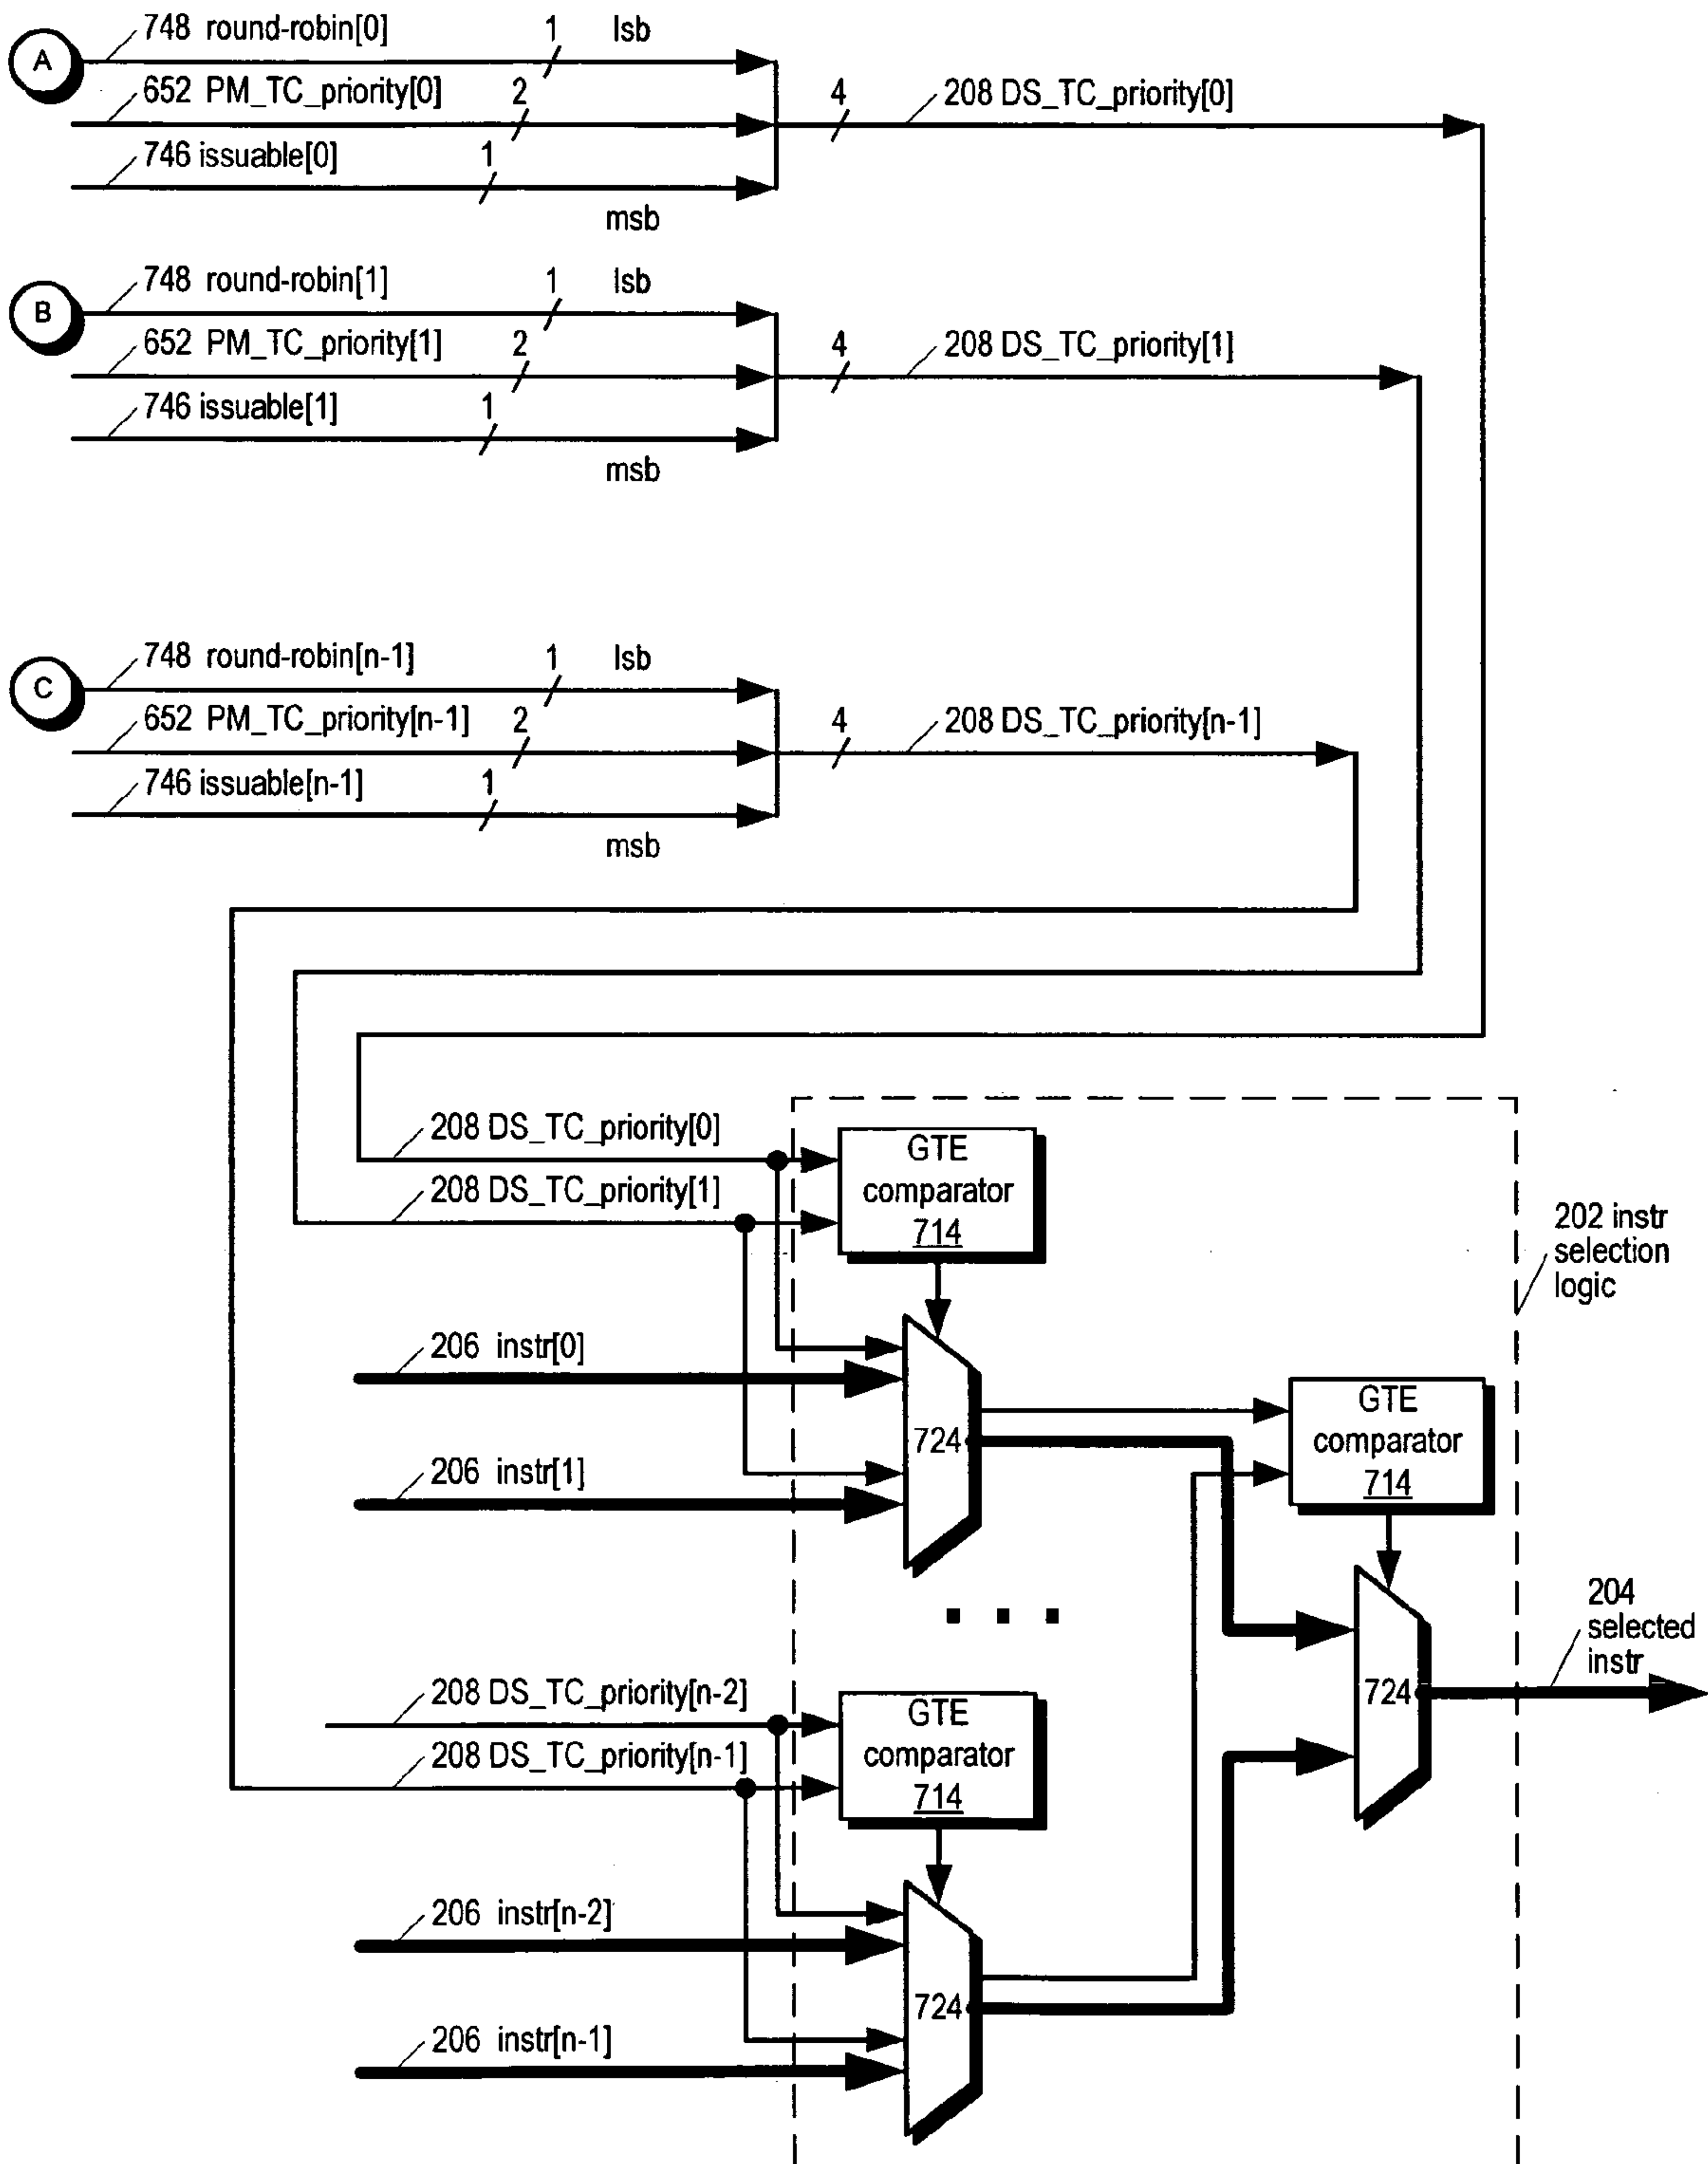 748 round-robin[0] 1 lsb
A
652 PM_TC_priority[0] 2 4 208 DS_TC_priority[0]
746 issuable[0] 1
msb
748 round-robin[1] 1 lsb
B
652 PM_TC_priority[1] 2 4 208 DS_TC_priority[1]
746 issuable[1] 1
msb
748 round-robin[n-1] 1 lsb
C
652 PM_TC_priority[n-1] 2 4 208 DS_TC_priority[n-1]
746 issuable[n-1] 1
msb
208 DS_TC_priority[0]
208 DS_TC_priority[1]
GTE
comparator
714
202 instr
selection
logic
206 instr[0]
206 instr[1]
724
GTE
comparator
714
204
selected
instr
724
208 DS_TC_priority[n-2]
208 DS_TC_priority[n-1]
GTE
comparator
714
206 instr[n-2]
206 instr[n-1]
724